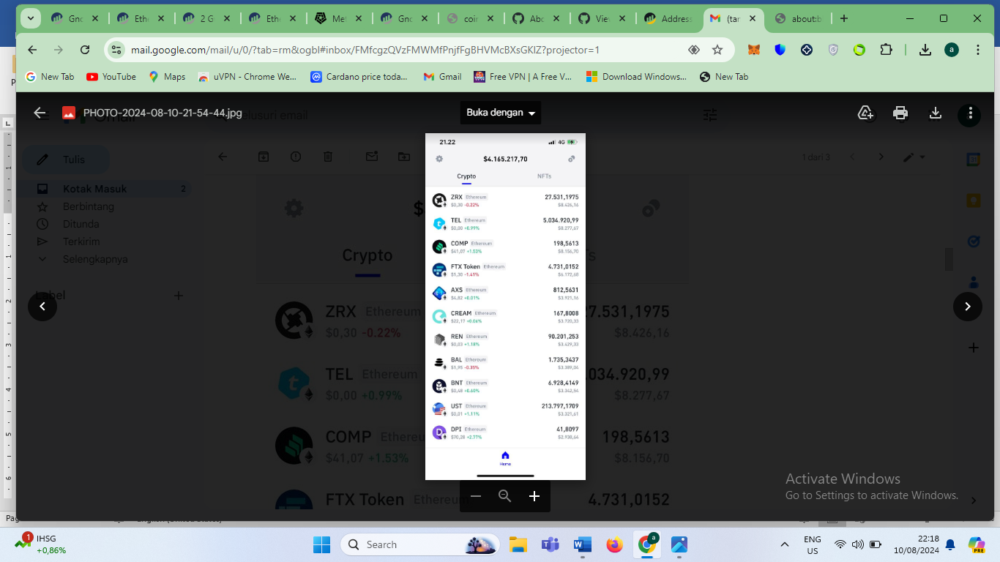 Gnc
Ethe
2 G
Ethe
Met
Gnc
coin
Abc
Viev
Address
(tar
about:b
mail.google.com/mail/u/0/?tab=rm&ogbl#inbox/FMfcgzQVzFMWMfPnjfFgBHVMcBXsGKlZ?projector=1
a
New Tab
YouTube
Maps
uVPN - Chrome We...
Cardano price toda...
Gmail
Free VPN | A Free V...
Download Windows...
New Tab
PHOTO-2024-08-10-21-54-44.jpg
elusuri email
Buka dengan
Tulis
1 dari 3
Kotak Masuk 2
Berbintang
Ditunda
Terkirim
Selengkapnya
Label
21.22 4G
$4.165.217,70
Crypto NFTs
ZRX Ethereum 27.531,1975
$0,30 -0.22% $8.426,16
TEL Ethereum 5.034.920,99
$0,00 +0.99% $8.277,67
COMP Ethereum 198,5613
$41,07 +1.53% $8.156,70
FTX Token Ethereum 4.731,0152
$1,30 -1.41% $6.172,68
AXS Ethereum 812,5631
$4,82 +0.01% $3.921,16
CREAM Ethereum 167,8008
$22,17 +0.06% $3.720,33
REN Ethereum 90.201,253
$0,03 +1.18% $3.429,33
BAL Ethereum 1.735,3437
$1,95 -0.35% $3.389,04
BNT Ethereum 6.928,4149
$0,48 +0.60% $3.342,54
UST Ethereum 213.797,1709
$0,01 +1.11% $3.321,61
DPI Ethereum 41,8097
$70,28 +2.77% $2.938,64
Home
Crypto
ZRX Ethereum 27.531,1975
$0,30 -0.22% $8.426,16
TEL Ethereum .034.920,99
$0,00 +0.99% $8.277,67
COMP Ethereu 198,5613
$41,07 +1.53% $8.156,70
FTX Token Ethereum 4.731,0152
Activate Windows
Go to Settings to activate Windows.
English (United States)
1
IHSG
+0,86%
Search
a
ENG
US
22:18
10/08/2024
PRE